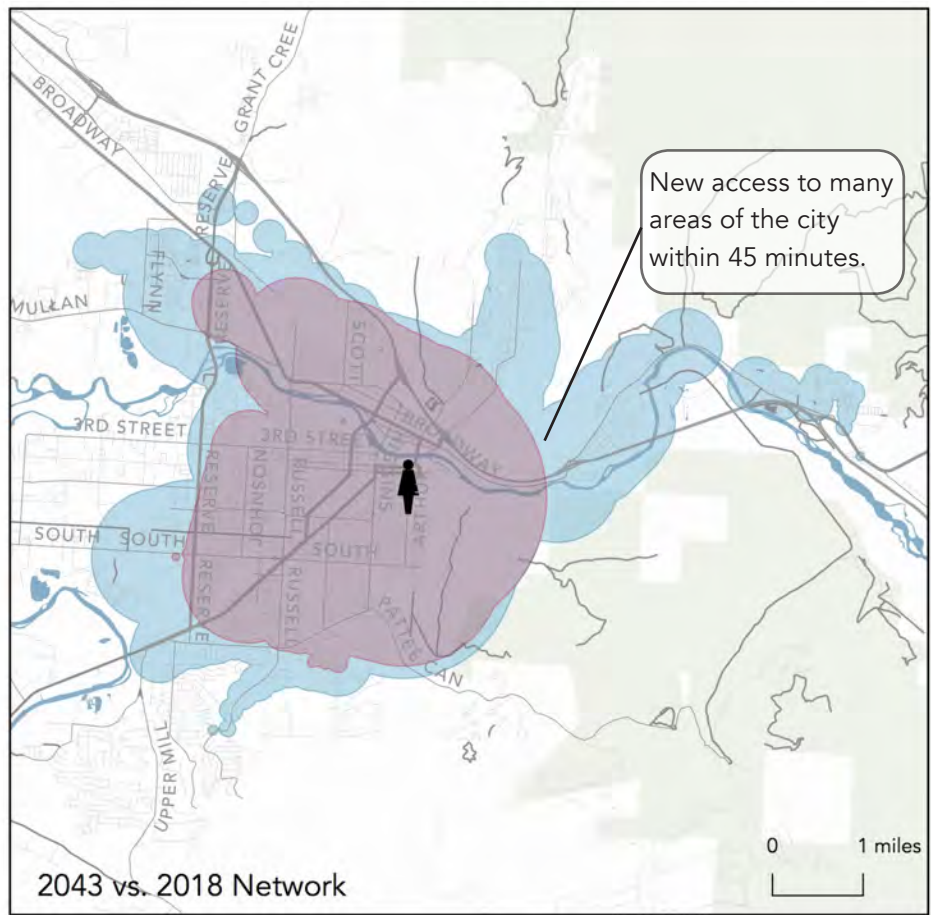 GRANT CREE
BROADWAY
RESERVE
New access to many
areas of the city
within 45 minutes.
FLYNN
MULLAN
RESERVE
SCOTT
3RD STREET
3RD STREE
BROADWAY
RESERVE
JOHNSON
RUSSELL
ARTHUR
SOUTH
SOUTH
SOUTH
RESERVE
RUSSELL
PATTEE CAN
UPPER MILL
0
1 miles
2043 vs. 2018 Network